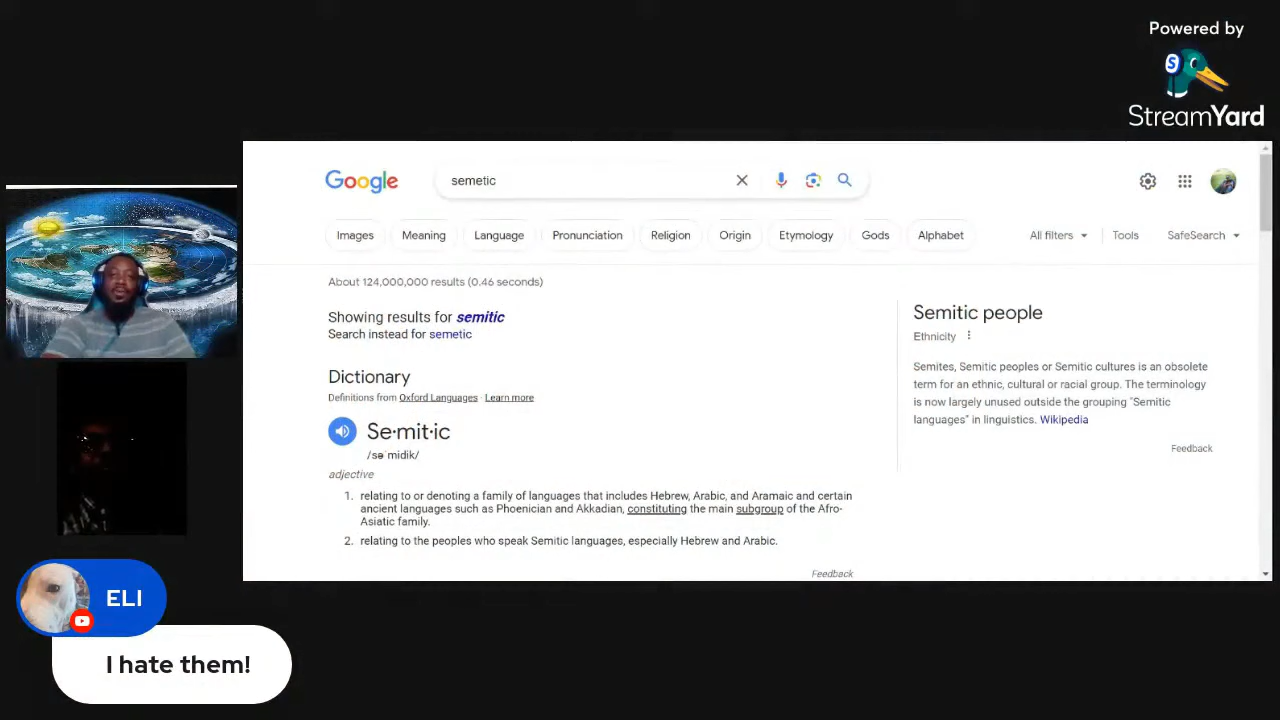 Powered by
StreamYard
Google
semetic
Images Meaning Language Pronunciation Religion Origin Etymology Gods Alphabet All filters Tools SafeSearch
About 124,000,000 results (0.46 seconds)
Showing results for semitic
Search instead for semetic
Dictionary
Definitions from Oxford Languages · Learn more
Se·mit·ic
/səˈmidik/
adjective
1. relating to or denoting a family of languages that includes Hebrew, Arabic, and Aramaic and certain
ancient languages such as Phoenician and Akkadian, constituting the main subgroup of the Afro-
Asiatic family.
2. relating to the peoples who speak Semitic languages, especially Hebrew and Arabic.
Feedback
Semitic people
Ethnicity
Semites, Semitic peoples or Semitic cultures is an obsolete
term for an ethnic, cultural or racial group. The terminology
is now largely unused outside the grouping "Semitic
languages" in linguistics. Wikipedia
Feedback
ELI
I hate them!